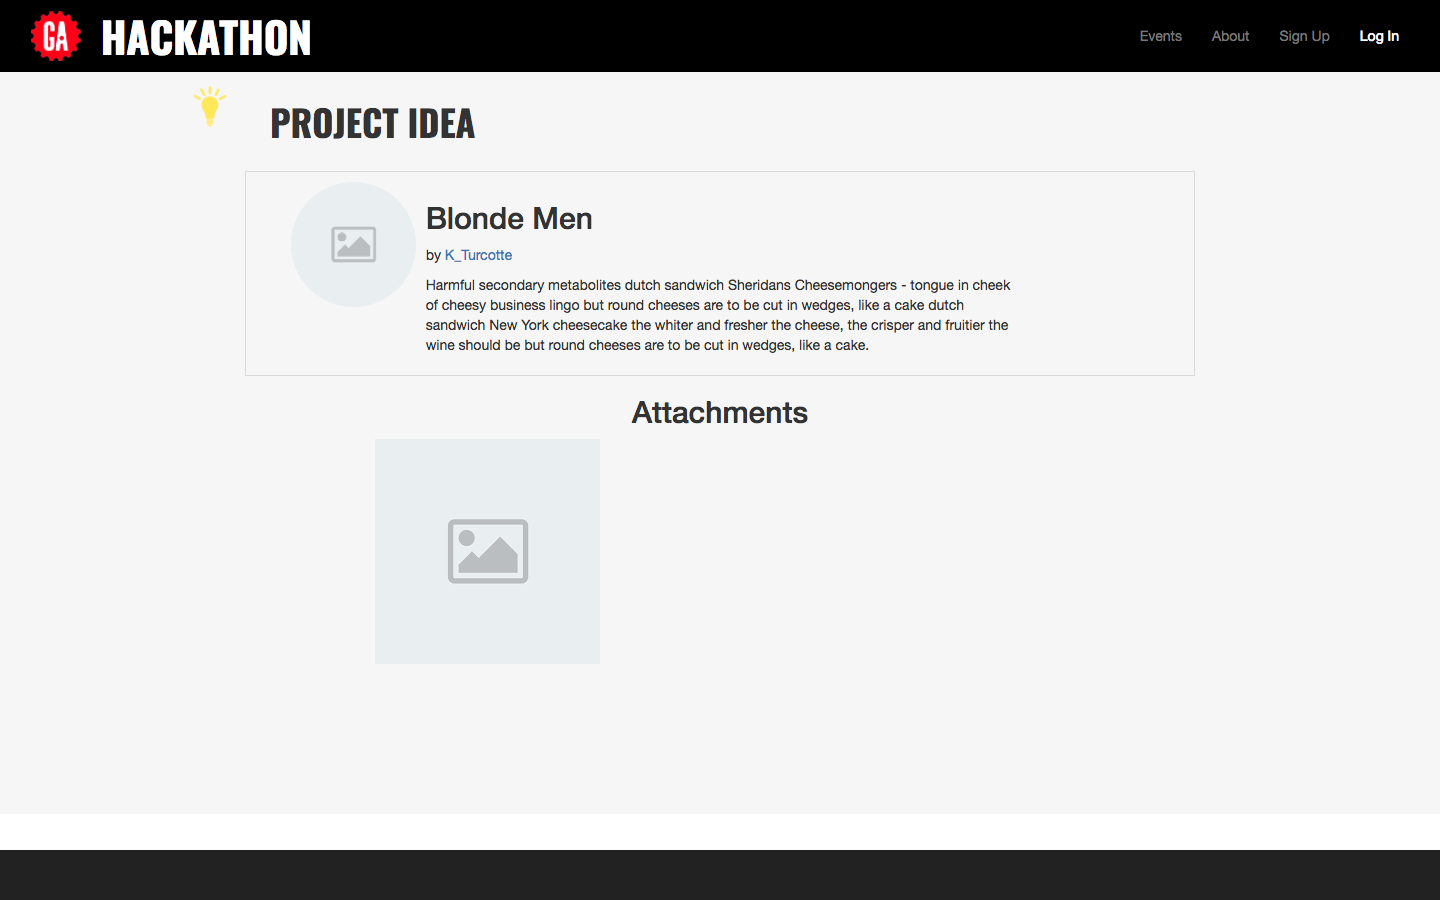 GA HACKATHON
Events About Sign Up Log In
PROJECT IDEA
Blonde Men
by K_Turcotte
Harmful secondary metabolites dutch sandwich Sheridans Cheesemongers - tongue in cheek
of cheesy business lingo but round cheeses are to be cut in wedges, like a cake dutch
sandwich New York cheesecake the whiter and fresher the cheese, the crisper and fruitier the
wine should be but round cheeses are to be cut in wedges, like a cake.
Attachments